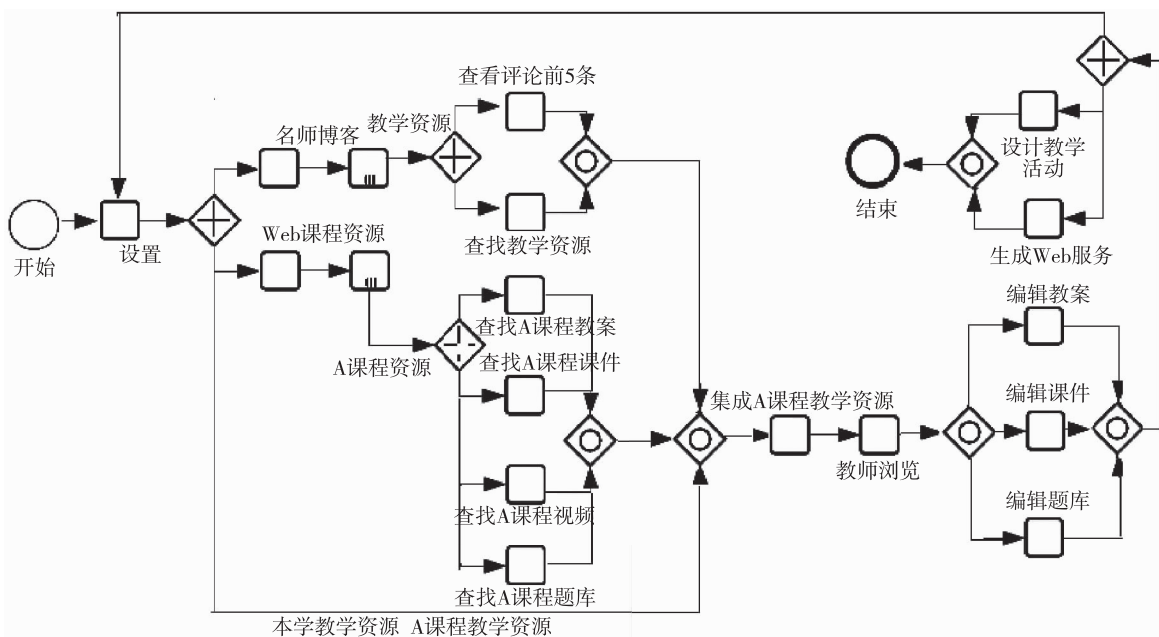 查看评论前5条
名师博客
教学资源
查找教学资源
开始
设置
Web课程资源
A课程资源
查找A课程教案
查找A课程课件
查找A课程视频
查找A课程题库
本学教学资源 A课程教学资源
集成A课程教学资源
教师浏览
编辑教案
编辑课件
编辑题库
设计教学
活动
生成Web服务
结束